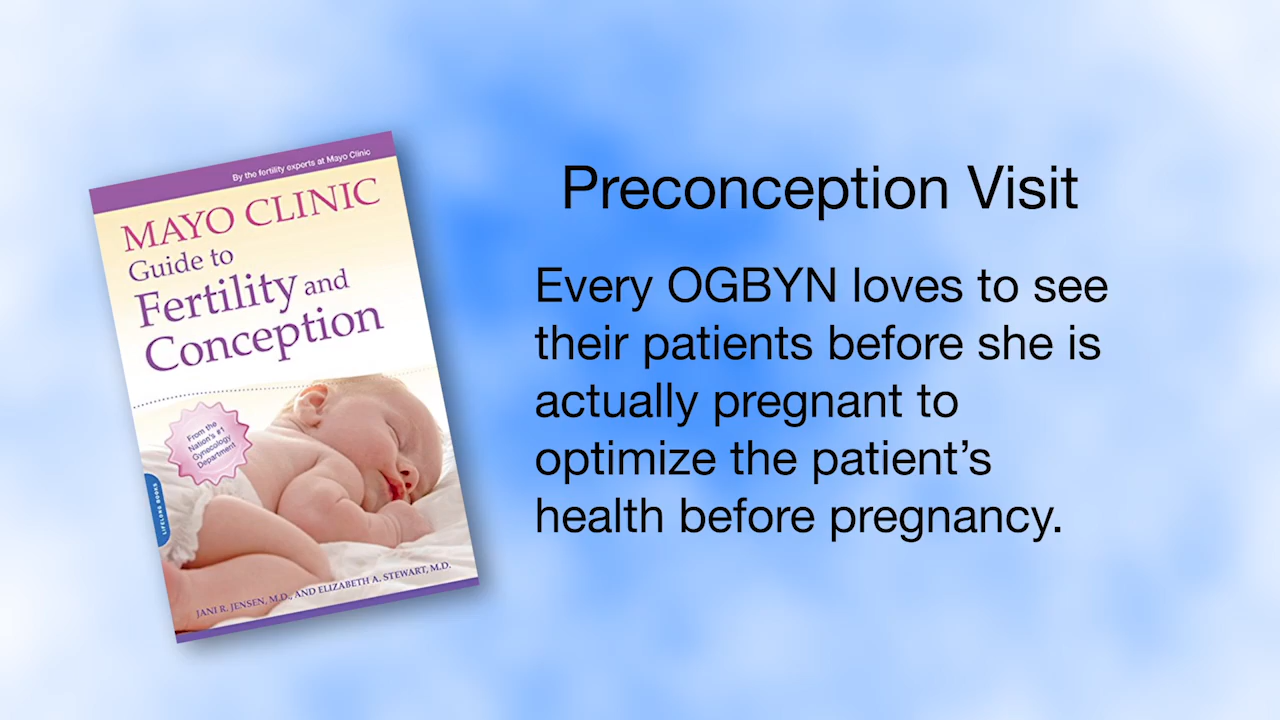 By the fertility experts at Mayo Clinic
MAYO CLINIC
Guide to
Fertility and
Conception
From the
Nation's #1
Gynecology
Department
LIFELONG BOOKS
JANI R. JENSEN, M.D., AND ELIZABETH A. STEWART, M.D.
Preconception Visit
Every OGBYN loves to see
their patients before she is
actually pregnant to
optimize the patient’s
health before pregnancy.